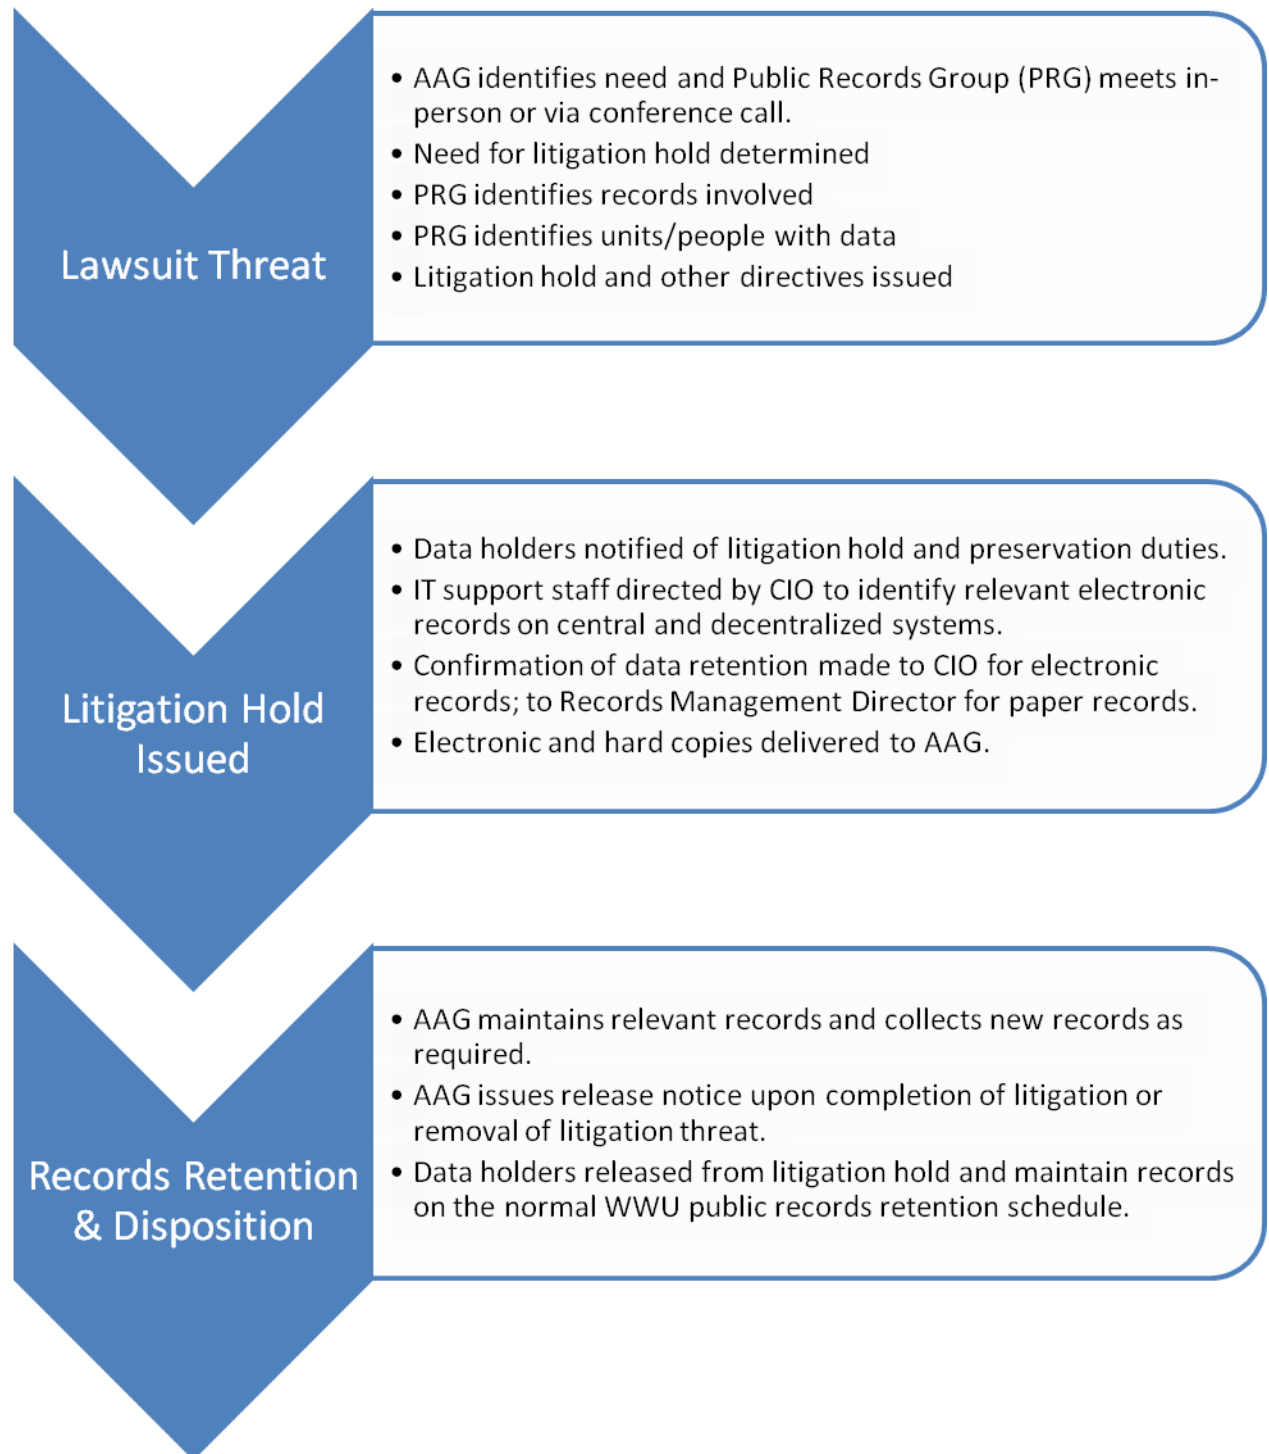 Lawsuit Threat
• AAG identifies need and Public Records Group (PRG) meets in-
person or via conference call.
• Need for litigation hold determined
• PRG identifies records involved
• PRG identifies units/people with data
• Litigation hold and other directives issued
Litigation Hold
Issued
• Data holders notified of litigation hold and preservation duties.
• IT support staff directed by CIO to identify relevant electronic
records on central and decentralized systems.
• Confirmation of data retention made to CIO for electronic
records; to Records Management Director for paper records.
• Electronic and hard copies delivered to AAG.
Records Retention
& Disposition
• AAG maintains relevant records and collects new records as
required.
• AAG issues release notice upon completion of litigation or
removal of litigation threat.
• Data holders released from litigation hold and maintain records
on the normal WWU public records retention schedule.